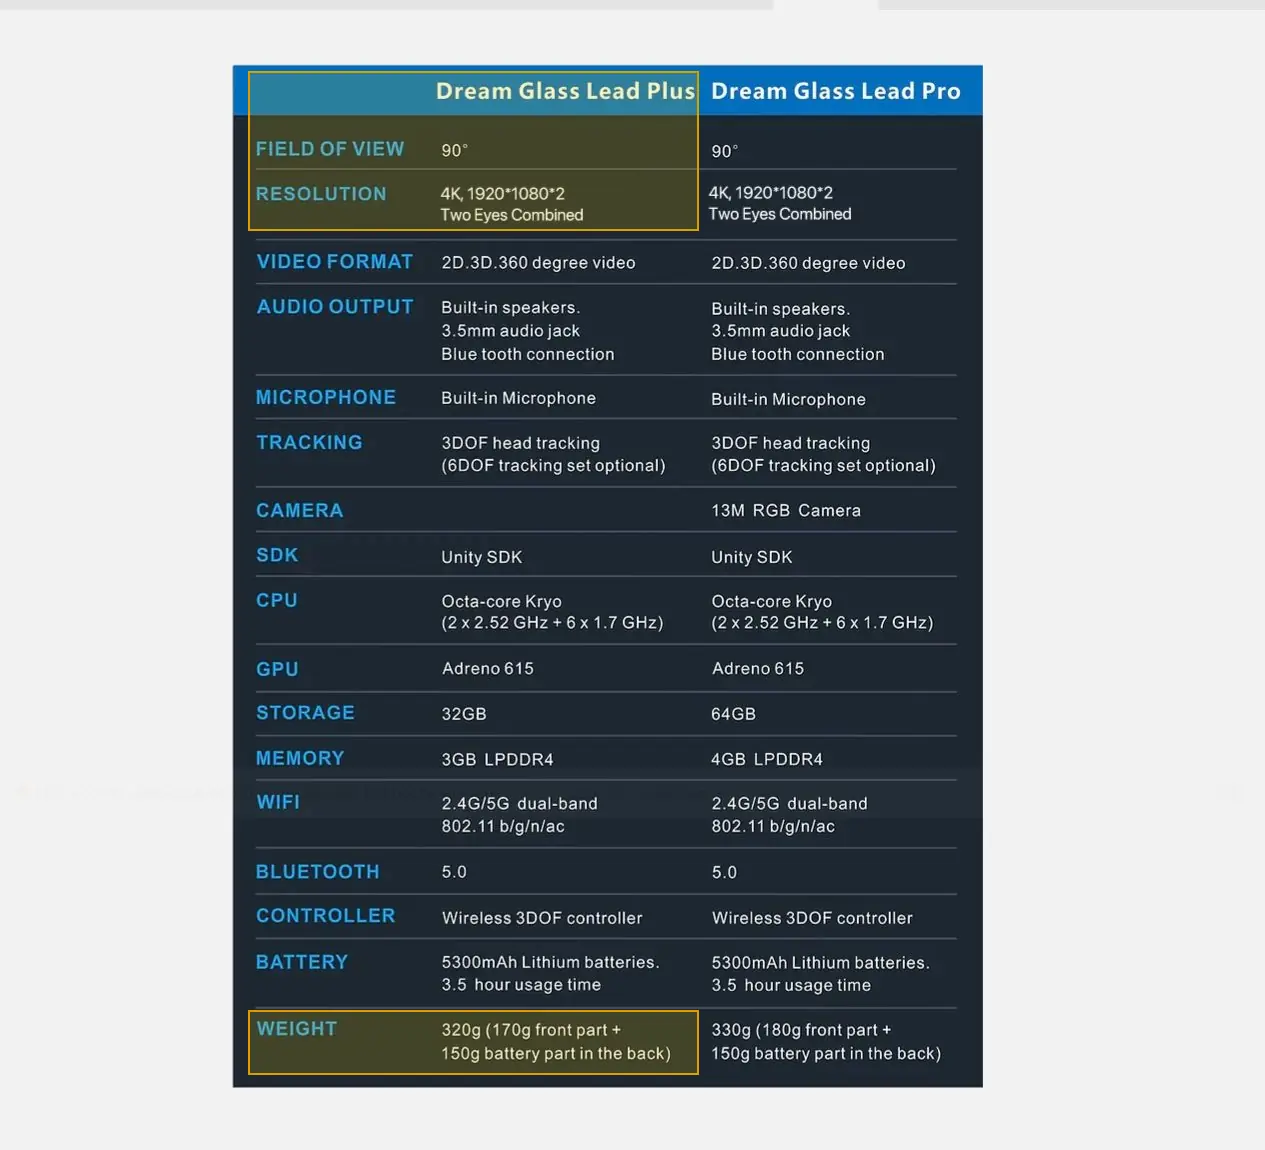 Dream Glass Lead Plus Dream Glass Lead Pro
FIELD OF VIEW 90° 90°
RESOLUTION 4K, 1920*1080*2 4K, 1920*1080*2
Two Eyes Combined Two Eyes Combined
VIDEO FORMAT 2D.3D.360 degree video 2D.3D.360 degree video
AUDIO OUTPUT Built-in speakers. Built-in speakers.
3.5mm audio jack 3.5mm audio jack
Blue tooth connection Blue tooth connection
MICROPHONE Built-in Microphone Built-in Microphone
TRACKING 3DOF head tracking 3DOF head tracking
(6DOF tracking set optional) (6DOF tracking set optional)
CAMERA 13M RGB Camera
SDK Unity SDK Unity SDK
CPU Octa-core Kryo Octa-core Kryo
(2 x 2.52 GHz + 6 x 1.7 GHz) (2 x 2.52 GHz + 6 x 1.7 GHz)
GPU Adreno 615 Adreno 615
STORAGE 32GB 64GB
MEMORY 3GB LPDDR4 4GB LPDDR4
WIFI 2.4G/5G dual-band 2.4G/5G dual-band
802.11 b/g/n/ac 802.11 b/g/n/ac
BLUETOOTH 5.0 5.0
CONTROLLER Wireless 3DOF controller Wireless 3DOF controller
BATTERY 5300mAh Lithium batteries. 5300mAh Lithium batteries.
3.5 hour usage time 3.5 hour usage time
WEIGHT 320g (170g front part + 330g (180g front part +
150g battery part in the back) 150g battery part in the back)